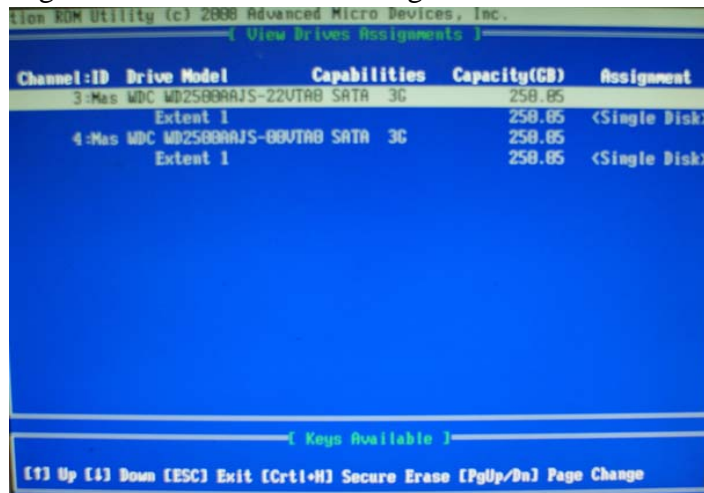 tion ROM Utility (c) 2008 Advanced Micro Devices, Inc.
[ View Drives Assignments ]
Channel:ID Drive Model Capabilities Capacity(GB) Assignment
3:Mas WDC WD2500AAJS-22VTA0 SATA 3G 250.05
Extent 1 250.05 <Single Disk>
4:Mas WDC WD2500AAJS-00VTA0 SATA 3G 250.05
Extent 1 250.05 <Single Disk>
[ Keys Available ]
[↑] Up [↓] Down [ESC] Exit [Crtl+H] Secure Erase [PgUp/Dn] Page Change